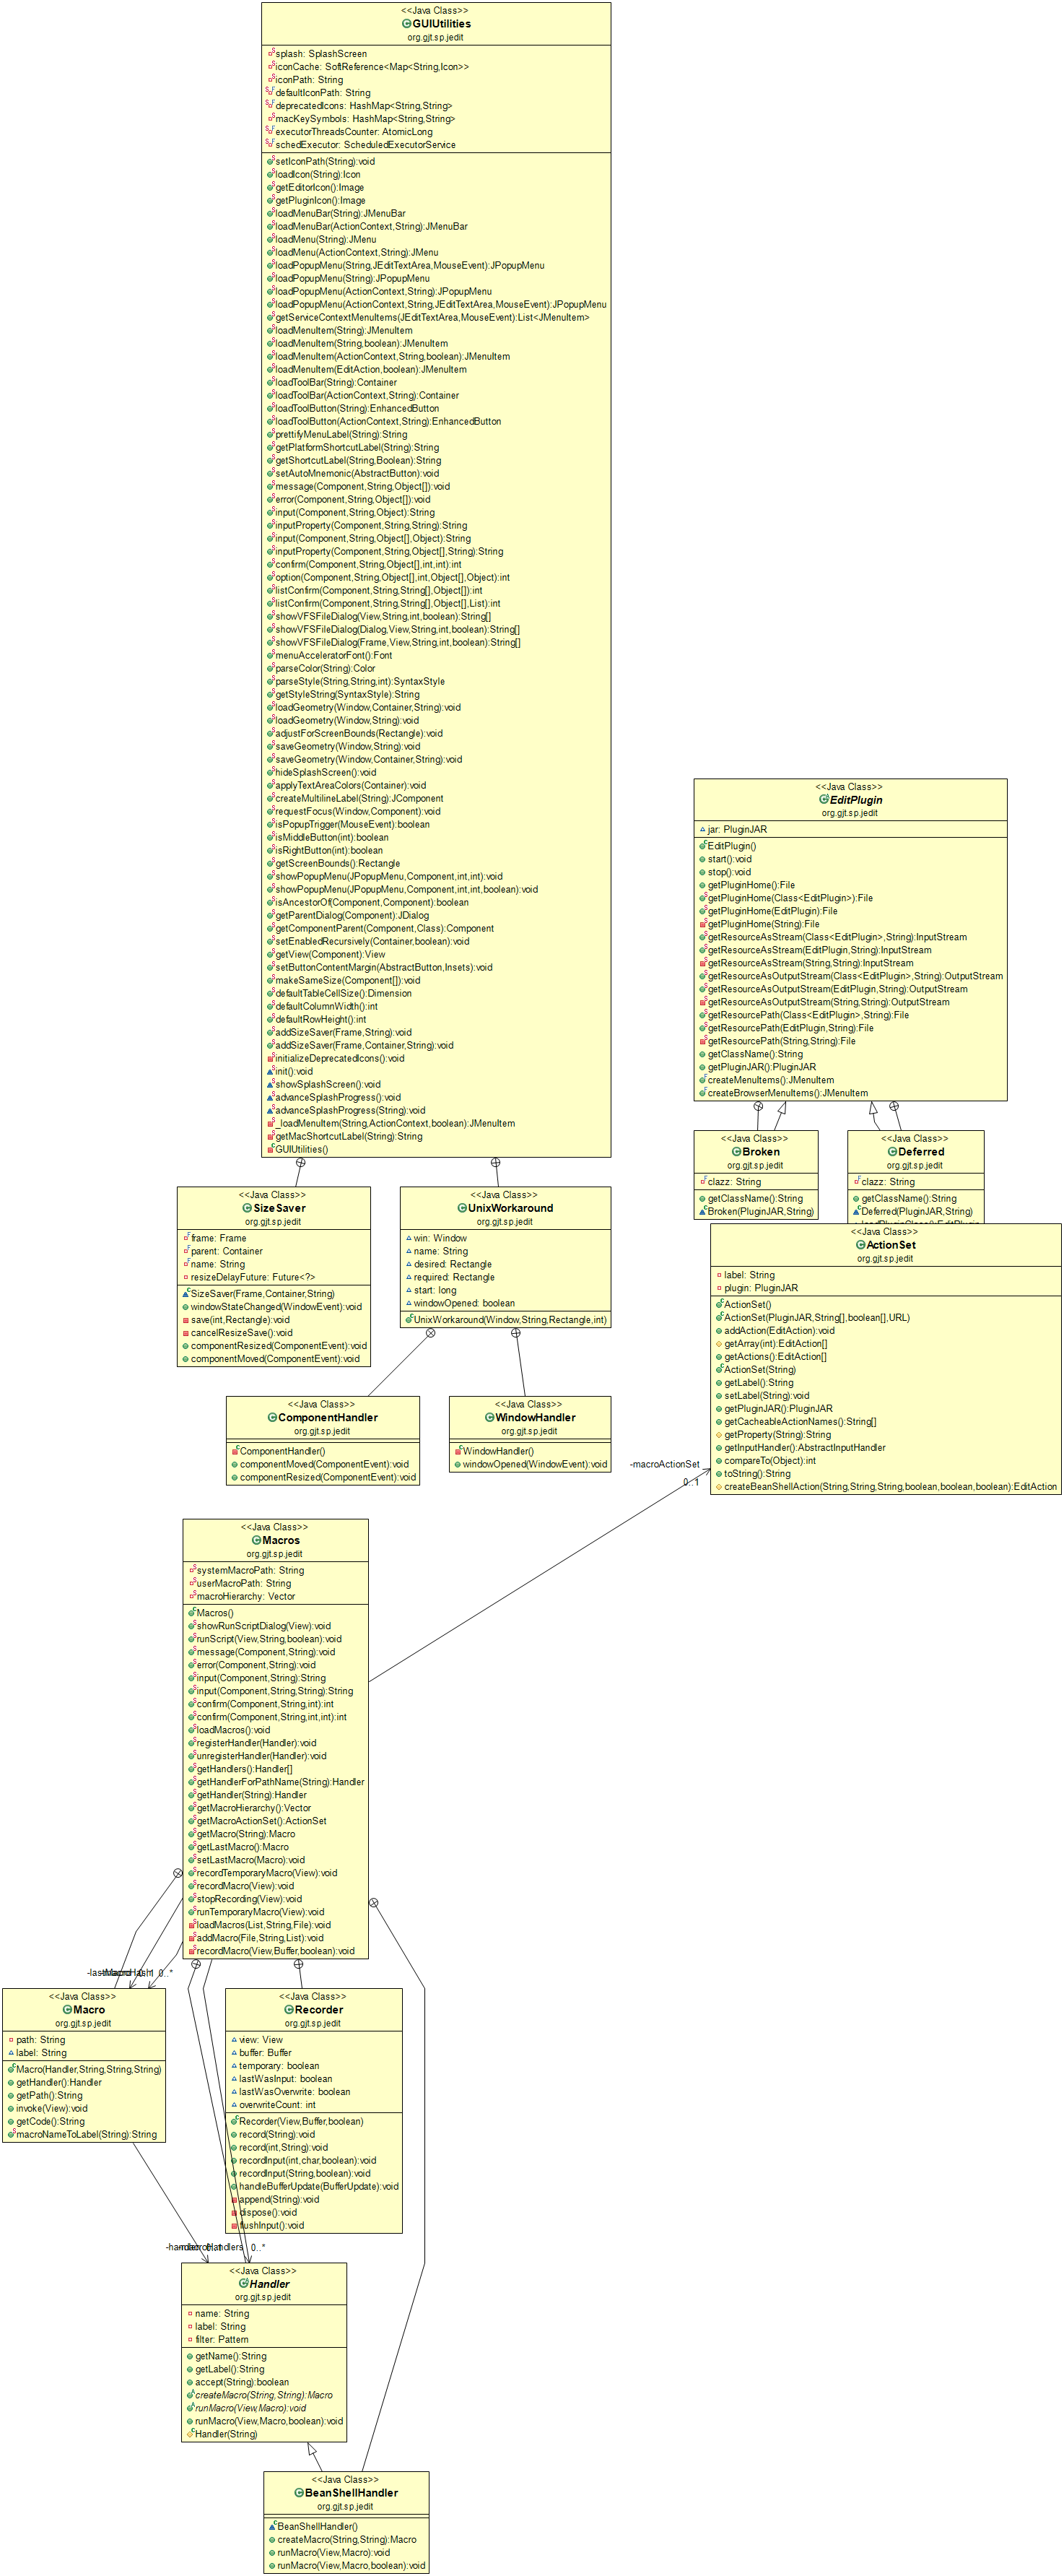 <<Java Class>>
GUIUtilities
org.gjt.sp.jedit
splash: SplashScreen
iconCache: SoftReference<Map<String,Icon>>
iconPath: String
defaultIconPath: String
deprecatedIcons: HashMap<String,String>
macKeySymbols: HashMap<String,String>
executorThreadsCounter: AtomicLong
schedExecutor: ScheduledExecutorService
setIconPath(String):void
loadIcon(String):Icon
getEditorIcon():Image
getPluginIcon():Image
loadMenuBar(String):JMenuBar
loadMenuBar(ActionContext,String):JMenuBar
loadMenu(String):JMenu
loadMenu(ActionContext,String):JMenu
loadPopupMenu(String,JEditTextArea,MouseEvent):JPopupMenu
loadPopupMenu(String):JPopupMenu
loadPopupMenu(ActionContext,String):JPopupMenu
loadPopupMenu(ActionContext,String,JEditTextArea,MouseEvent):JPopupMenu
getServiceContextMenuItems(JEditTextArea,MouseEvent):List<JMenuItem>
loadMenuItem(String):JMenuItem
loadMenuItem(String,boolean):JMenuItem
loadMenuItem(ActionContext,String,boolean):JMenuItem
loadMenuItem(EditAction,boolean):JMenuItem
loadToolBar(String):Container
loadToolBar(ActionContext,String):Container
loadToolButton(String):EnhancedButton
loadToolButton(ActionContext,String):EnhancedButton
prettifyMenuLabel(String):String
getPlatformShortcutLabel(String):String
getShortcutLabel(String,Boolean):String
setAutoMnemonic(AbstractButton):void
message(Component,String,Object[]):void
error(Component,String,Object[]):void
input(Component,String,Object):String
inputProperty(Component,String,String):String
input(Component,String,Object[],Object):String
inputProperty(Component,String,Object[],String):String
confirm(Component,String,Object[],int,int):int
option(Component,String,Object[],int,Object[],Object):int
listConfirm(Component,String,String[],Object[]):int
listConfirm(Component,String,String[],Object[],List):int
showVFSFileDialog(View,String,int,boolean):String[]
showVFSFileDialog(Dialog,View,String,int,boolean):String[]
showVFSFileDialog(Frame,View,String,int,boolean):String[]
menuAcceleratorFont():Font
parseColor(String):Color
parseStyle(String,String,int):SyntaxStyle
getStyleString(SyntaxStyle):String
loadGeometry(Window,Container,String):void
loadGeometry(Window,String):void
adjustForScreenBounds(Rectangle):void
saveGeometry(Window,String):void
saveGeometry(Window,Container,String):void
hideSplashScreen():void
applyTextAreaColors(Container):void
createMultilineLabel(String):JComponent
requestFocus(Window,Component):void
isPopupTrigger(MouseEvent):boolean
isMiddleButton(int):boolean
isRightButton(int):boolean
getScreenBounds():Rectangle
showPopupMenu(JPopupMenu,Component,int,int):void
showPopupMenu(JPopupMenu,Component,int,int,boolean):void
isAncestorOf(Component,Component):boolean
getParentDialog(Component):JDialog
getComponentParent(Component,Class):Component
setEnabledRecursively(Container,boolean):void
getView(Component):View
setButtonContentMargin(AbstractButton,Insets):void
makeSameSize(Component[]):void
defaultTableCellSize():Dimension
defaultColumnWidth():int
defaultRowHeight():int
addSizeSaver(Frame,String):void
addSizeSaver(Frame,Container,String):void
initializeDeprecatedIcons():void
init():void
showSplashScreen():void
advanceSplashProgress():void
advanceSplashProgress(String):void
_loadMenuItem(String,ActionContext,boolean):JMenuItem
getMacShortcutLabel(String):String
GUIUtilities()
<<Java Class>>
EditPlugin
org.gjt.sp.jedit
jar: PluginJAR
EditPlugin()
start():void
stop():void
getPluginHome():File
getPluginHome(Class<EditPlugin>):File
getPluginHome(EditPlugin):File
getPluginHome(String):File
getResourceAsStream(Class<EditPlugin>,String):InputStream
getResourceAsStream(EditPlugin,String):InputStream
getResourceAsStream(String,String):InputStream
getResourceAsOutputStream(Class<EditPlugin>,String):OutputStream
getResourceAsOutputStream(EditPlugin,String):OutputStream
getResourceAsOutputStream(String,String):OutputStream
getResourcePath(Class<EditPlugin>,String):File
getResourcePath(EditPlugin,String):File
getResourcePath(String,String):File
getClassName():String
getPluginJAR():PluginJAR
createMenuItems():JMenuItem
createBrowserMenuItems():JMenuItem
<<Java Class>>
Broken
org.gjt.sp.jedit
clazz: String
getClassName():String
Broken(PluginJAR,String)
<<Java Class>>
Deferred
org.gjt.sp.jedit
clazz: String
getClassName():String
Deferred(PluginJAR,String)
<<Java Class>>
SizeSaver
org.gjt.sp.jedit
frame: Frame
parent: Container
name: String
resizeDelayFuture: Future<?>
SizeSaver(Frame,Container,String)
windowStateChanged(WindowEvent):void
save(int,Rectangle):void
cancelResizeSave():void
componentResized(ComponentEvent):void
componentMoved(ComponentEvent):void
<<Java Class>>
UnixWorkaround
org.gjt.sp.jedit
win: Window
name: String
desired: Rectangle
required: Rectangle
start: long
windowOpened: boolean
UnixWorkaround(Window,String,Rectangle,int)
<<Java Class>>
ActionSet
org.gjt.sp.jedit
label: String
plugin: PluginJAR
ActionSet()
ActionSet(PluginJAR,String[],boolean[],URL)
addAction(EditAction):void
getArray(int):EditAction[]
getActions():EditAction[]
ActionSet(String)
getLabel():String
setLabel(String):void
getPluginJAR():PluginJAR
getCacheableActionNames():String[]
getProperty(String):String
getInputHandler():AbstractInputHandler
compareTo(Object):int
toString():String
createBeanShellAction(String,String,String,boolean,boolean,boolean):EditAction
<<Java Class>>
ComponentHandler
org.gjt.sp.jedit
ComponentHandler()
componentMoved(ComponentEvent):void
componentResized(ComponentEvent):void
<<Java Class>>
WindowHandler
org.gjt.sp.jedit
WindowHandler()
windowOpened(WindowEvent):void
-macroActionSet
0..1
<<Java Class>>
Macros
org.gjt.sp.jedit
systemMacroPath: String
userMacroPath: String
macroHierarchy: Vector
Macros()
showRunScriptDialog(View):void
runScript(View,String,boolean):void
message(Component,String):void
error(Component,String):void
input(Component,String):String
input(Component,String,String):String
confirm(Component,String,int):int
confirm(Component,String,int,int):int
loadMacros():void
registerHandler(Handler):void
unregisterHandler(Handler):void
getHandlers():Handler[]
getHandlerForPathName(String):Handler
getHandler(String):Handler
getMacroHierarchy():Vector
getMacroActionSet():ActionSet
getMacro(String):Macro
getLastMacro():Macro
setLastMacro(Macro):void
recordTemporaryMacro(View):void
recordMacro(View):void
stopRecording(View):void
runTemporaryMacro(View):void
loadMacros(List,String,File):void
addMacro(File,String,List):void
recordMacro(View,Buffer,boolean):void
0..*
<<Java Class>>
Macro
org.gjt.sp.jedit
path: String
label: String
Macro(Handler,String,String,String)
getHandler():Handler
getPath():String
invoke(View):void
getCode():String
macroNameToLabel(String):String
<<Java Class>>
Recorder
org.gjt.sp.jedit
view: View
buffer: Buffer
temporary: boolean
lastWasInput: boolean
lastWasOverwrite: boolean
overwriteCount: int
Recorder(View,Buffer,boolean)
record(String):void
record(int,String):void
recordInput(int,char,boolean):void
recordInput(String,boolean):void
handleBufferUpdate(BufferUpdate):void
append(String):void
dispose():void
flushInput():void
0..*
<<Java Class>>
Handler
org.gjt.sp.jedit
name: String
label: String
filter: Pattern
getName():String
getLabel():String
accept(String):boolean
createMacro(String,String):Macro
runMacro(View,Macro):void
runMacro(View,Macro,boolean):void
Handler(String)
<<Java Class>>
BeanShellHandler
org.gjt.sp.jedit
BeanShellHandler()
createMacro(String,String):Macro
runMacro(View,Macro):void
runMacro(View,Macro,boolean):void